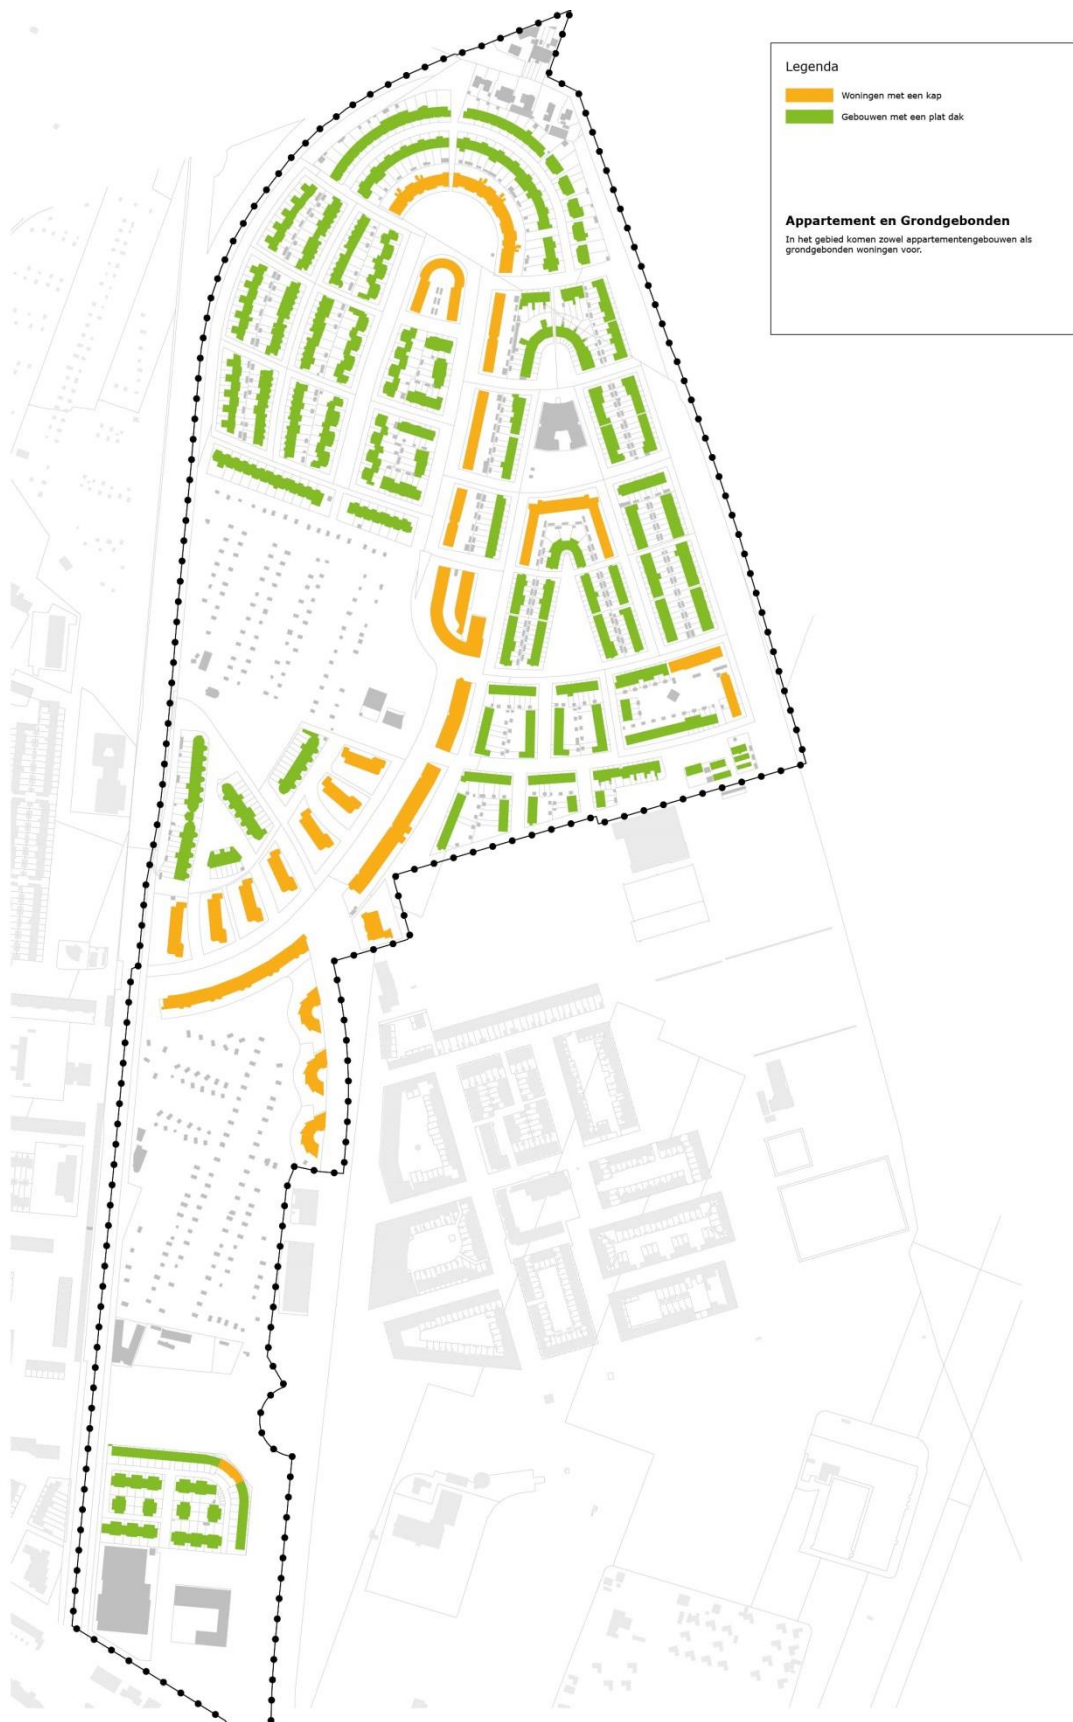 Legenda
Woningen met een kap
Gebouwen met een plat dak
Appartement en Grondgebonden
In het gebied komen zowel appartementengebouwen als
grondgebonden woningen voor.